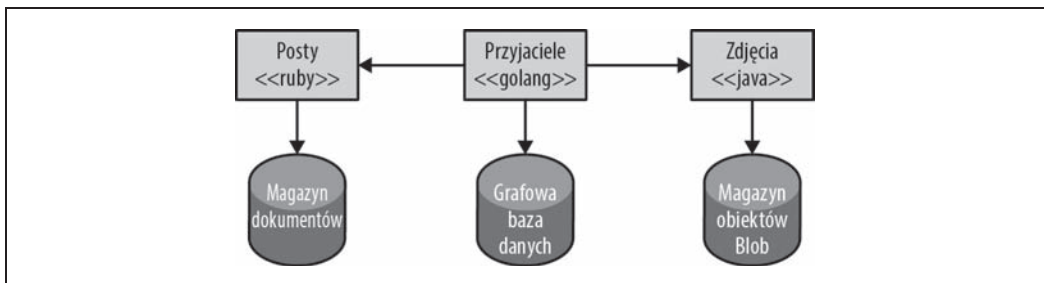 Posty
<<ruby>>
Przyjaciele
<<golang>>
Zdjęcia
<<java>>
Magazyn
dokumentów
Grafowa
baza
danych
Magazyn
obiektów
Blob